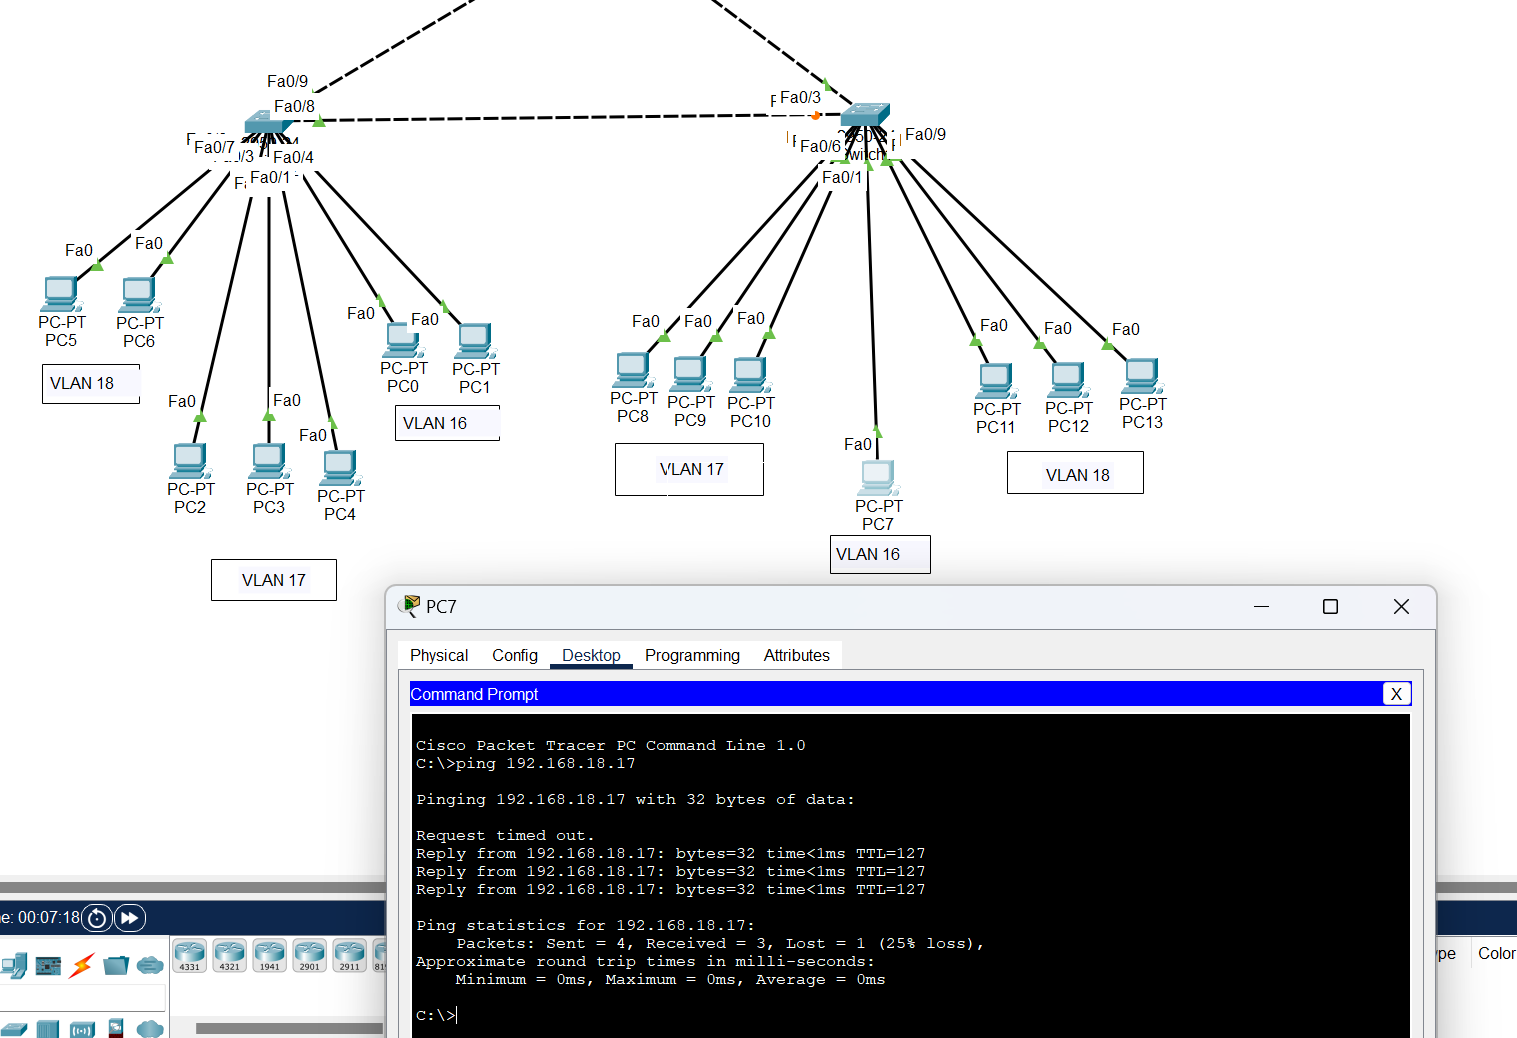 Fa0/9
Fa0/8
Fa0/3
Fa0/9
Fa0/7
Fa0/4
Fa0/6
Fa0/1
Fa0/1
Fa0
Fa0
PC-PT
PC5
PC-PT
PC6
VLAN 18
Fa0
Fa0
PC-PT
PC0
PC-PT
PC1
VLAN 16
Fa0
Fa0
Fa0
PC-PT
PC2
PC-PT
PC3
PC-PT
PC4
VLAN 17
Fa0
Fa0
Fa0
PC-PT
PC8
PC-PT
PC9
PC-PT
PC10
VLAN 17
Fa0
PC-PT
PC7
VLAN 16
Fa0
Fa0
Fa0
PC-PT
PC11
PC-PT
PC12
PC-PT
PC13
VLAN 18
PC7
Physical Config Desktop Programming Attributes
Command Prompt
X
Cisco Packet Tracer PC Command Line 1.0
C:\>ping 192.168.18.17
Pinging 192.168.18.17 with 32 bytes of data:
Request timed out.
Reply from 192.168.18.17: bytes=32 time<1ms TTL=127
Reply from 192.168.18.17: bytes=32 time<1ms TTL=127
Reply from 192.168.18.17: bytes=32 time<1ms TTL=127
Ping statistics for 192.168.18.17:
Packets: Sent = 4, Received = 3, Lost = 1 (25% loss),
Approximate round trip times in milli-seconds:
Minimum = 0ms, Maximum = 0ms, Average = 0ms
C:\>
e: 00:07:18
4331 4321 1941 2901 2911 819
ype Color